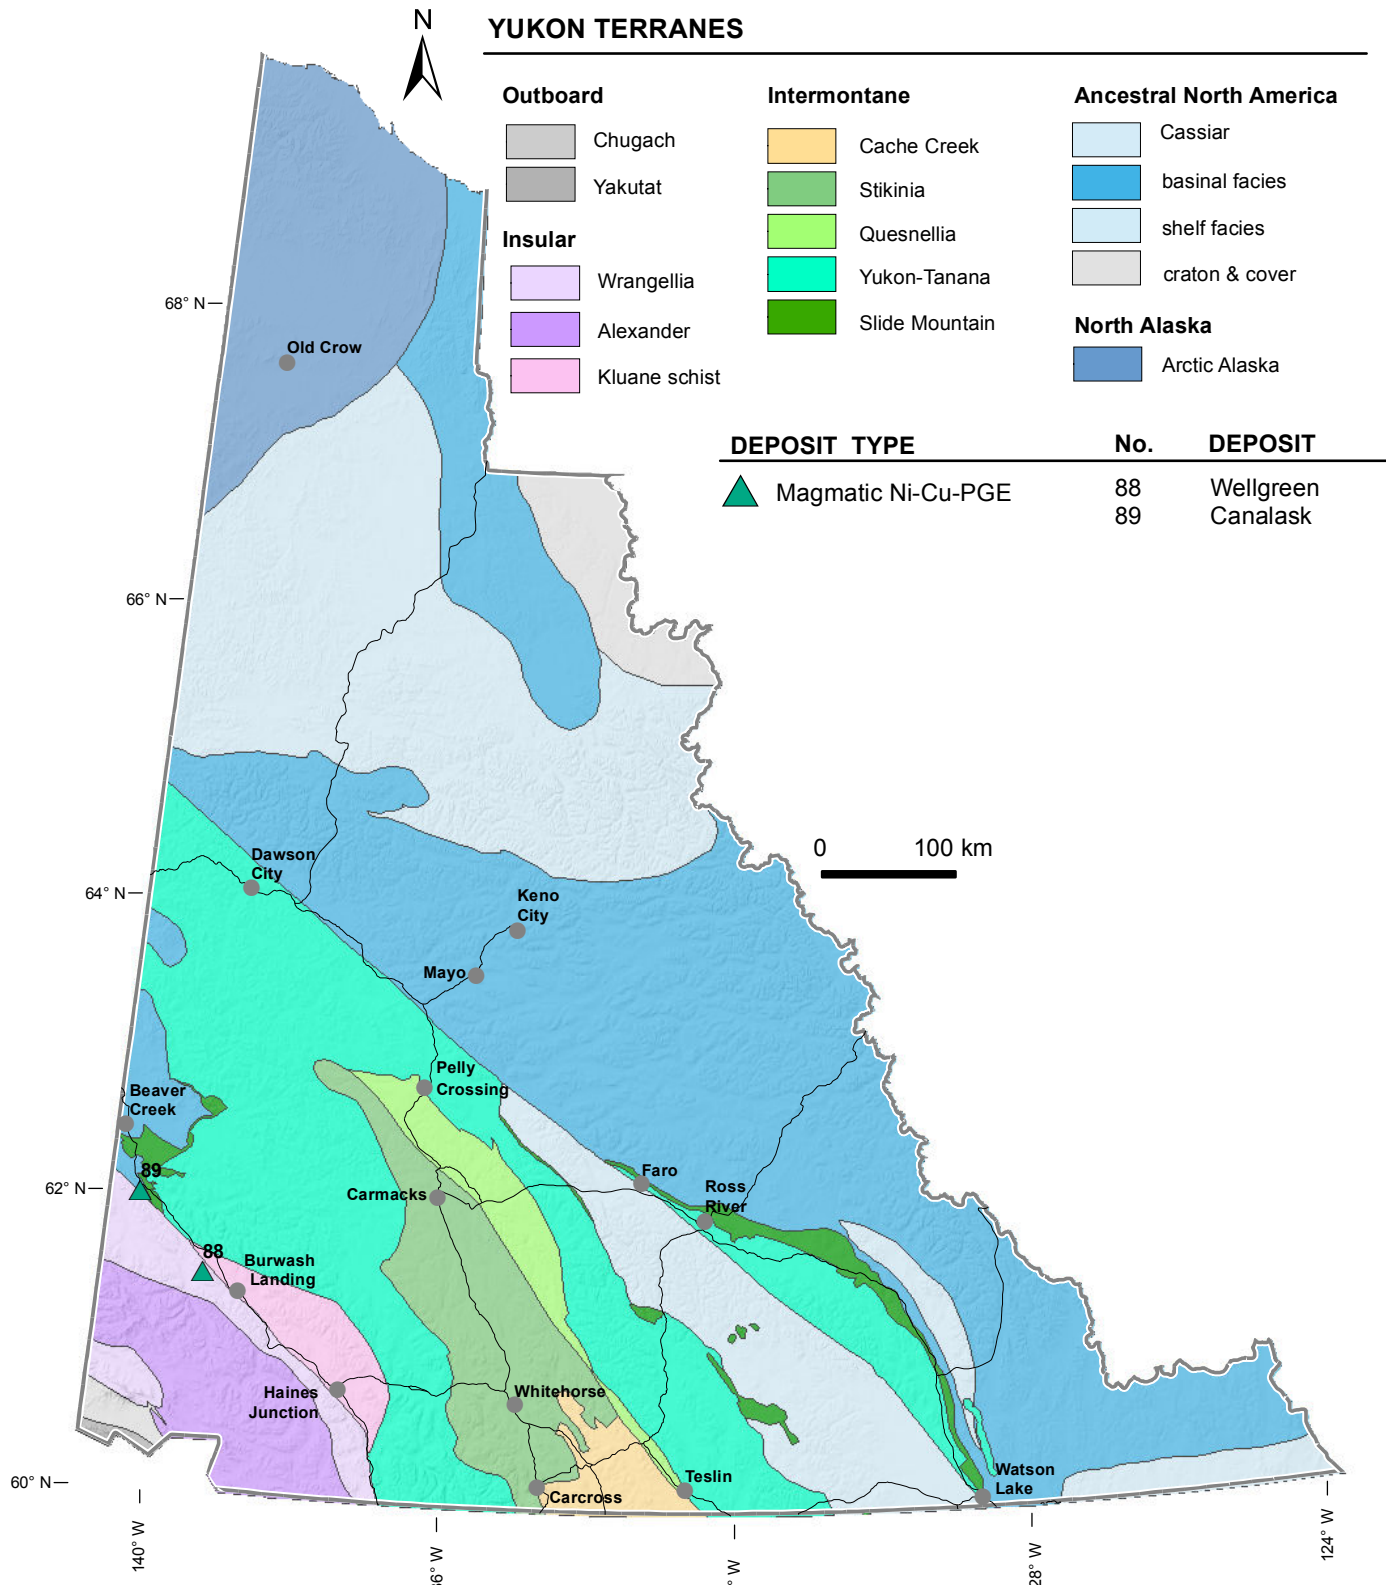 N
YUKON TERRANES
Outboard
Chugach
Yakutat
Insular
Wrangellia
Alexander
Kluane schist
Intermontane
Cache Creek
Stikinia
Quesnellia
Yukon-Tanana
Slide Mountain
Ancestral North America
Cassiar
basinal facies
shelf facies
craton & cover
North Alaska
Arctic Alaska
DEPOSIT TYPE No. DEPOSIT
Magmatic Ni-Cu-PGE 88 Wellgreen
89 Canalask
68° N
Old Crow
66° N
0 100 km
Dawson
City
64° N
Keno
City
Mayo
Pelly
Crossing
Beaver
Creek
89
62° N
Carmacks
Faro
Ross
River
88
Burwash
Landing
Haines
Junction
Whitehorse
60° N
Carcross
Teslin
Watson
Lake
140° W
36° W
° W
28° W
124° W